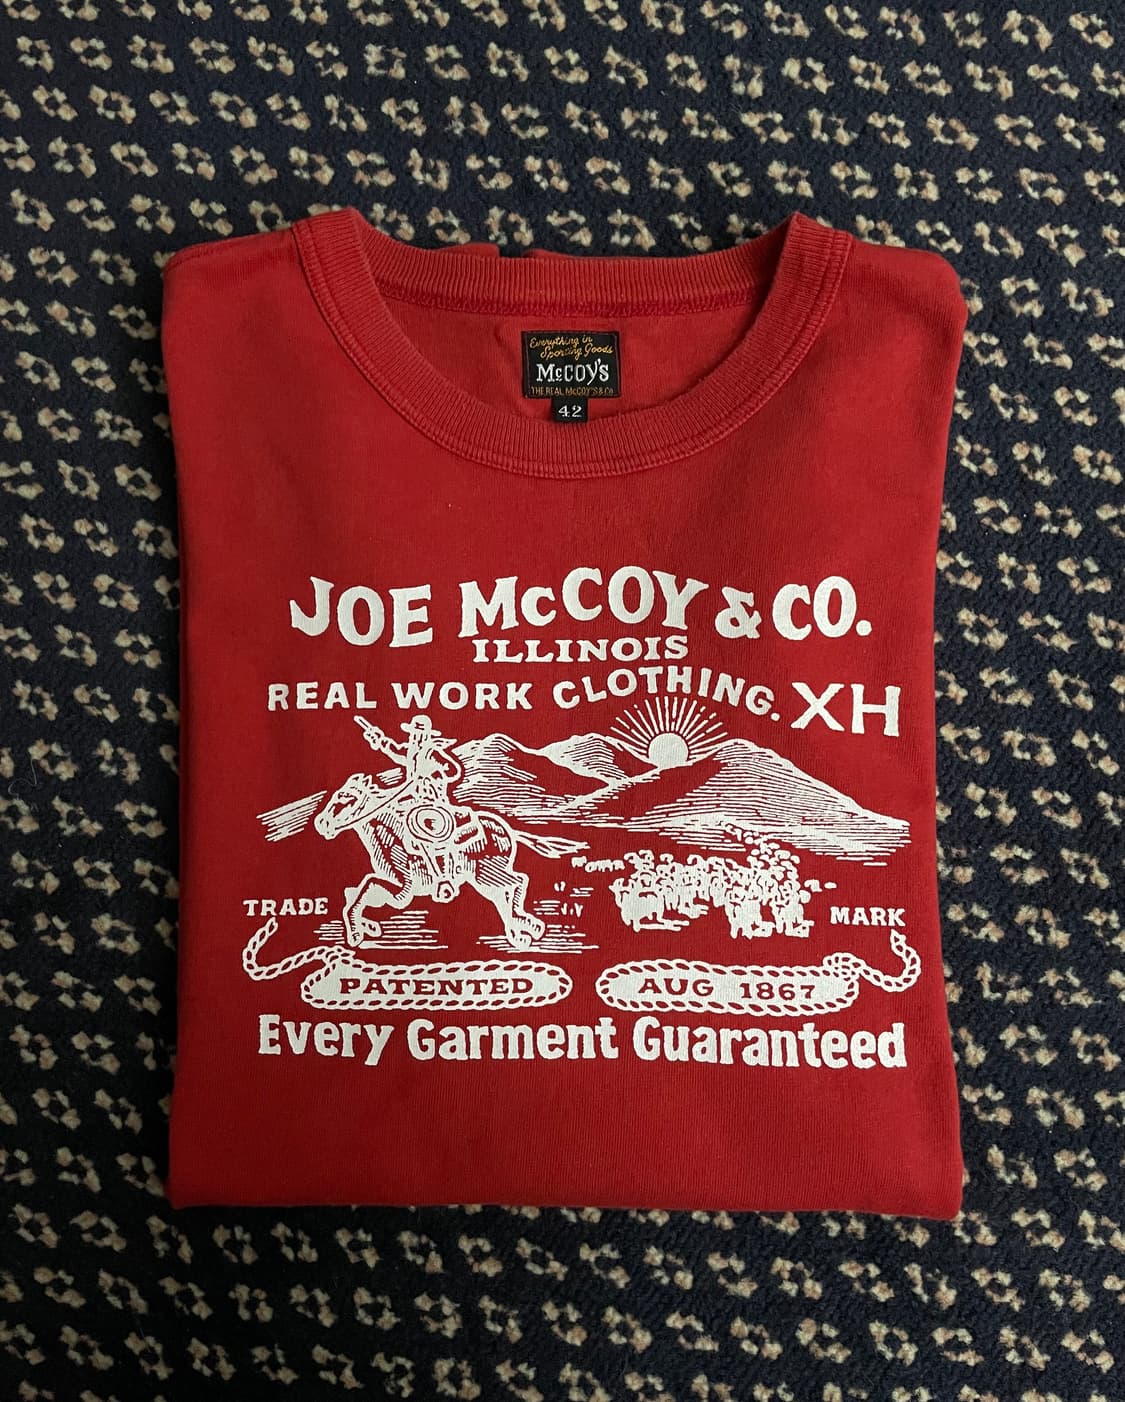 Everything in
Sporting Goods
McCOY'S
THE REAL McCOY'S & Co
42
JOE McCOY & CO.
ILLINOIS
REAL WORK CLOTHING. XH
TRADE MARK
PATENTED AUG 1867
Every Garment Guaranteed